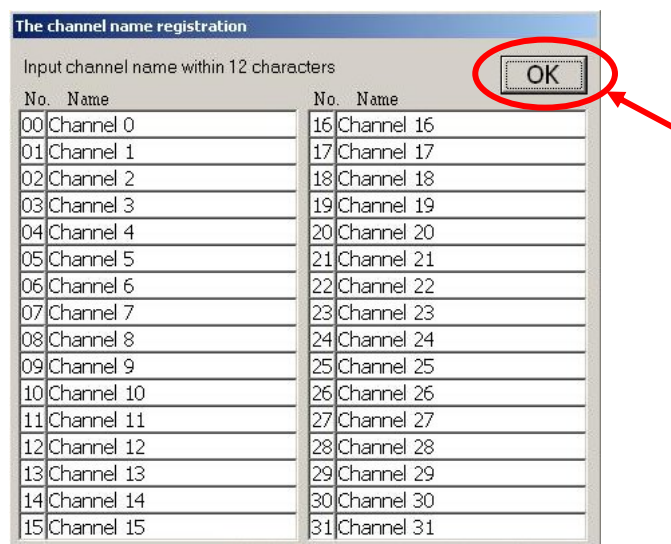 The channel name registration
Input channel name within 12 characters
OK
No. Name
00 Channel 0
01 Channel 1
02 Channel 2
03 Channel 3
04 Channel 4
05 Channel 5
06 Channel 6
07 Channel 7
08 Channel 8
09 Channel 9
10 Channel 10
11 Channel 11
12 Channel 12
13 Channel 13
14 Channel 14
15 Channel 15
No. Name
16 Channel 16
17 Channel 17
18 Channel 18
19 Channel 19
20 Channel 20
21 Channel 21
22 Channel 22
23 Channel 23
24 Channel 24
25 Channel 25
26 Channel 26
27 Channel 27
28 Channel 28
29 Channel 29
30 Channel 30
31 Channel 31